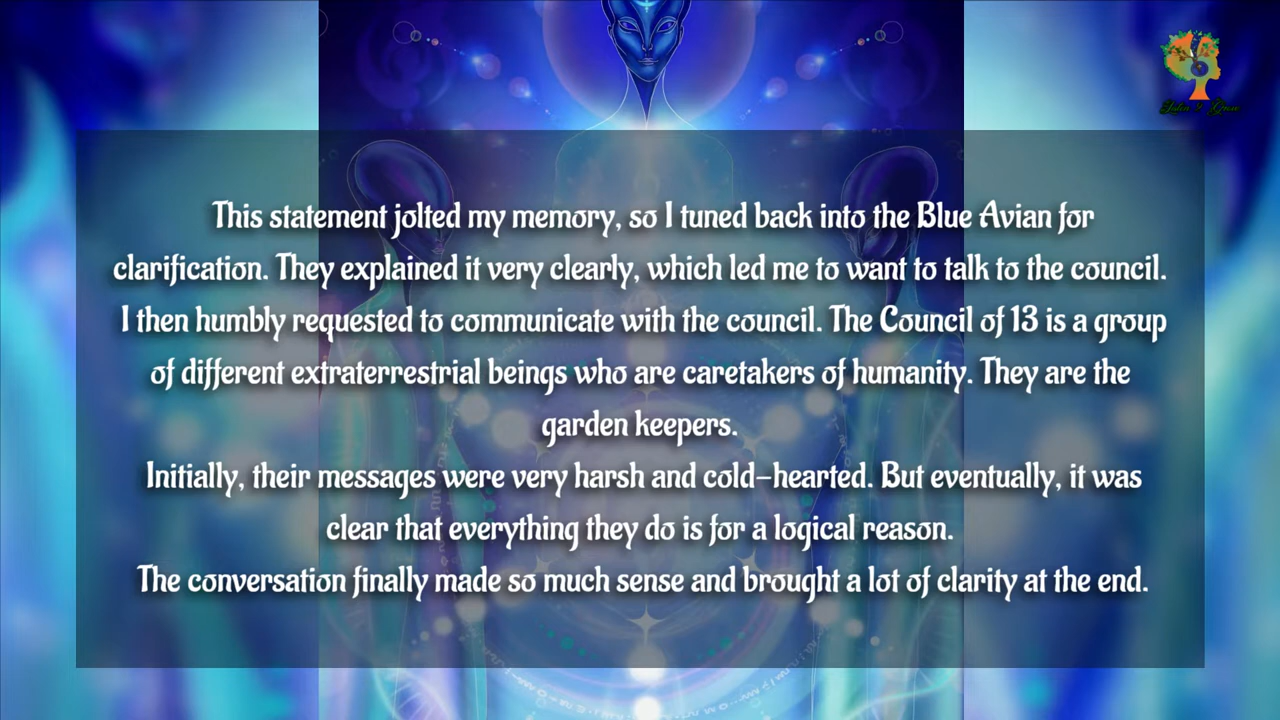 This statement jolted my memory, so I tuned back into the Blue Avian for
clarification. They explained it very clearly, which led me to want to talk to the council.
I then humbly requested to communicate with the council. The Council of 13 is a group
of different extraterrestrial beings who are caretakers of humanity. They are the
garden keepers.
Initially, their messages were very harsh and cold-hearted. But eventually, it was
clear that everything they do is for a logical reason.
The conversation finally made so much sense and brought a lot of clarity at the end.